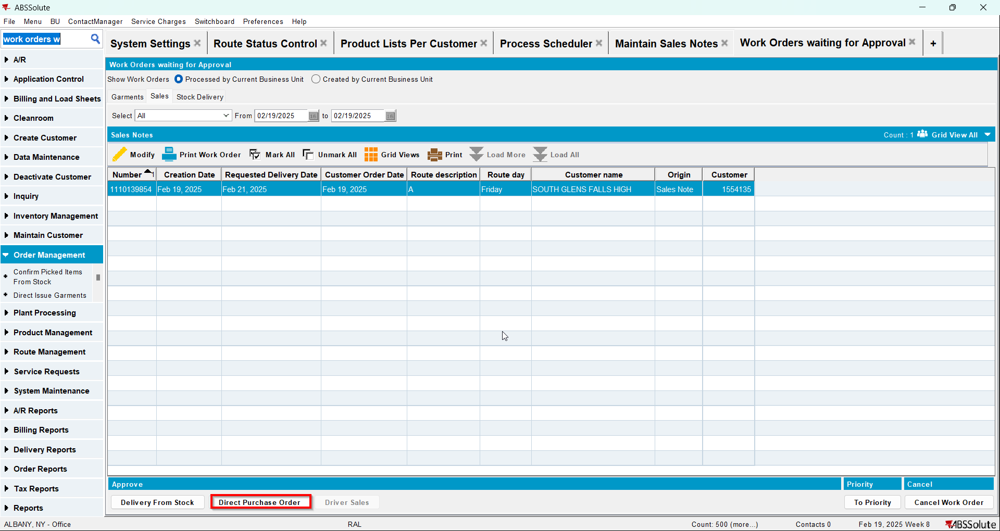 ABSSolute
File Menu BU ContactManager Service Charges Switchboard Preferences Help
work orders w
System Settings Route Status Control Product Lists Per Customer Process Scheduler Maintain Sales Notes Work Orders waiting for Approval +
A/R
Application Control
Billing and Load Sheets
Cleanroom
Create Customer
Data Maintenance
Deactivate Customer
Inquiry
Inventory Management
Maintain Customer
Order Management
Confirm Picked Items
From Stock
Direct Issue Garments
Plant Processing
Product Management
Route Management
Service Requests
System Maintenance
A/R Reports
Billing Reports
Delivery Reports
Order Reports
Tax Reports
Reports
Work Orders waiting for Approval
Show Work Orders Processed by Current Business Unit Created by Current Business Unit
Garments Sales Stock Delivery
Select All From 02/19/2025 to 02/19/2025
Sales Notes Count : 1 Grid View All
Modify Print Work Order Mark All Unmark All Grid Views Print Load More Load All
Number 1 Creation Date Requested Delivery Date Customer Order Date Route description Route day Customer name Origin Customer
1110139854 Feb 19, 2025 Feb 21, 2025 Feb 19, 2025 A Friday SOUTH GLENS FALLS HIGH Sales Note 1554135
Approve Priority Cancel
Delivery From Stock Direct Purchase Order Driver Sales To Priority Cancel Work Order
ALBANY, NY - Office RAL Count: 500 (more...) Contacts 0 Feb 19, 2025 Week 8 ABSSolute